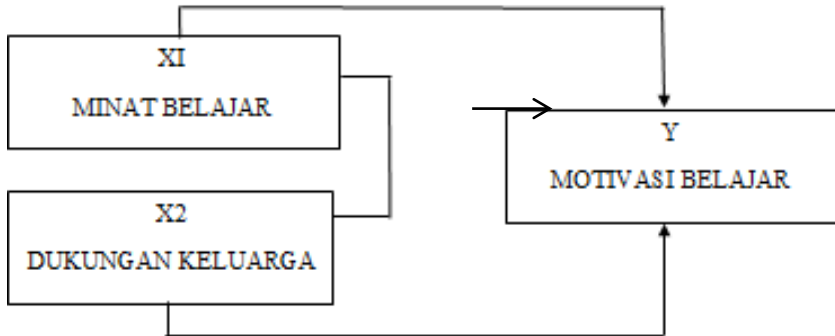 XI
MINAT BELAJAR
X2
DUKUNGAN KELUARGA
Y
MOTIVASI BELAJAR